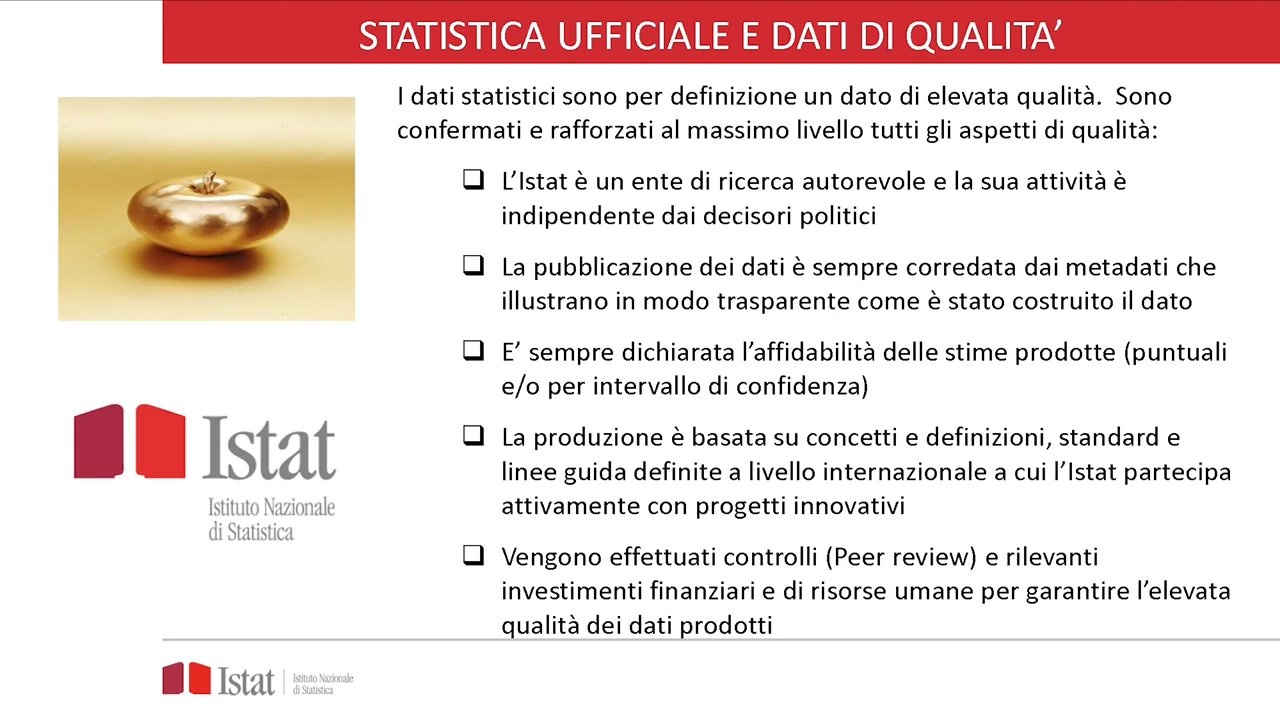 STATISTICA UFFICIALE E DATI DI QUALITA’
I dati statistici sono per definizione un dato di elevata qualità. Sono
confermati e rafforzati al massimo livello tutti gli aspetti di qualità:
❑ L’Istat è un ente di ricerca autorevole e la sua attività è
indipendente dai decisori politici
❑ La pubblicazione dei dati è sempre corredata dai metadati che
illustrano in modo trasparente come è stato costruito il dato
❑ E’ sempre dichiarata l’affidabilità delle stime prodotte (puntuali
e/o per intervallo di confidenza)
❑ La produzione è basata su concetti e definizioni, standard e
linee guida definite a livello internazionale a cui l’Istat partecipa
attivamente con progetti innovativi
❑ Vengono effettuati controlli (Peer review) e rilevanti
investimenti finanziari e di risorse umane per garantire l’elevata
qualità dei dati prodotti
Istat
Istituto Nazionale
di Statistica
Istat
Istituto Nazionale
di Statistica